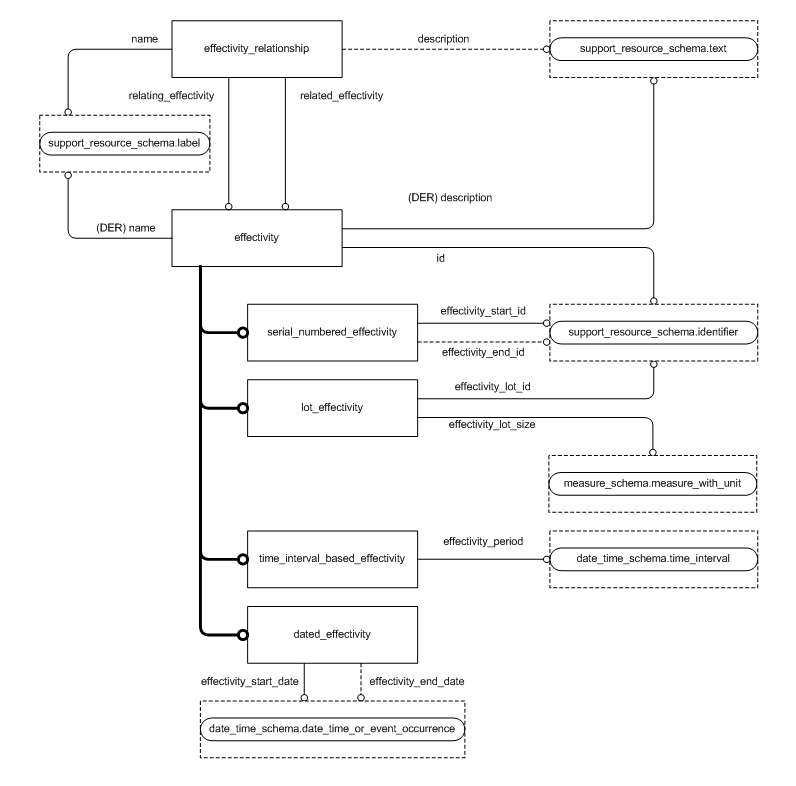 name
effectivity_relationship
description
support_resource_schema.text
relating_effectivity
related_effectivity
support_resource_schema.label
(DER) description
(DER) name
effectivity
id
serial_numbered_effectivity
effectivity_start_id
support_resource_schema.identifier
effectivity_end_id
effectivity_lot_id
lot_effectivity
effectivity_lot_size
measure_schema.measure_with_unit
effectivity_period
time_interval_based_effectivity
date_time_schema.time_interval
dated_effectivity
effectivity_start_date
effectivity_end_date
date_time_schema.date_time_or_event_occurrence